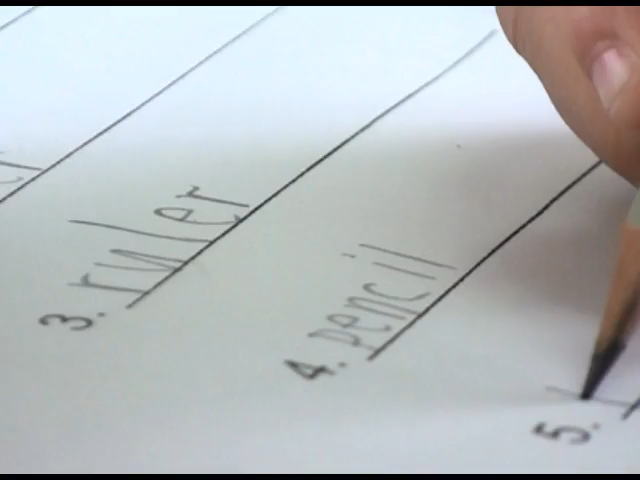 3. ruler
4. pencil
5.